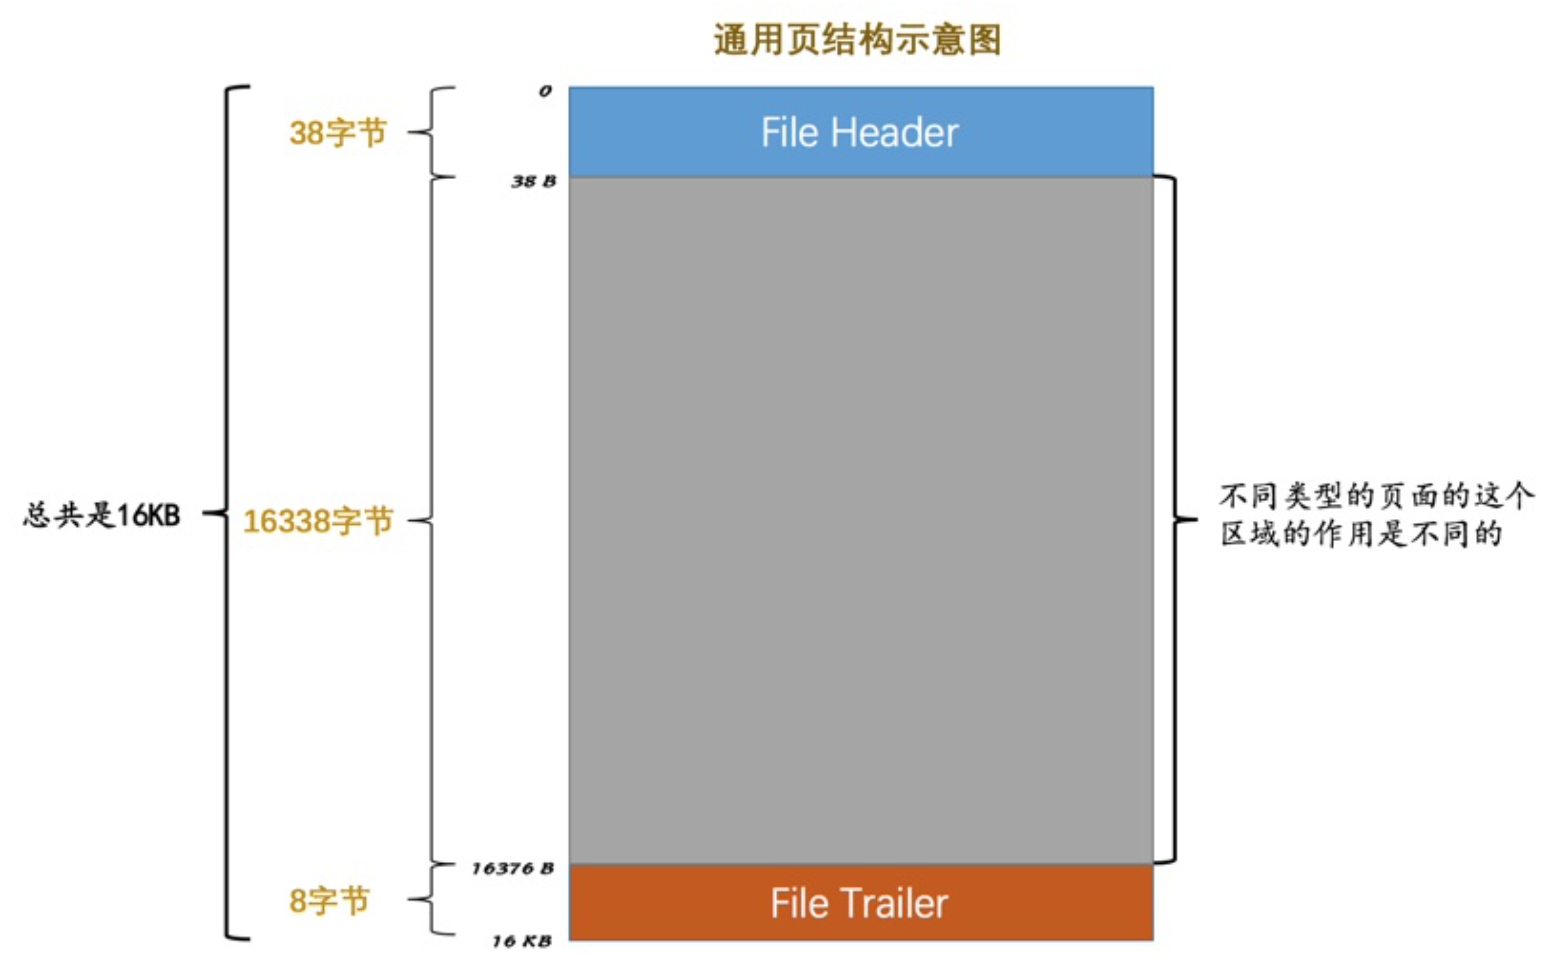 通用页结构示意图
0
38字节
File Header
38 B
总共是16KB
16338字节
不同类型的页面的这个
区域的作用是不同的
16376 B
8字节
File Trailer
16 KB